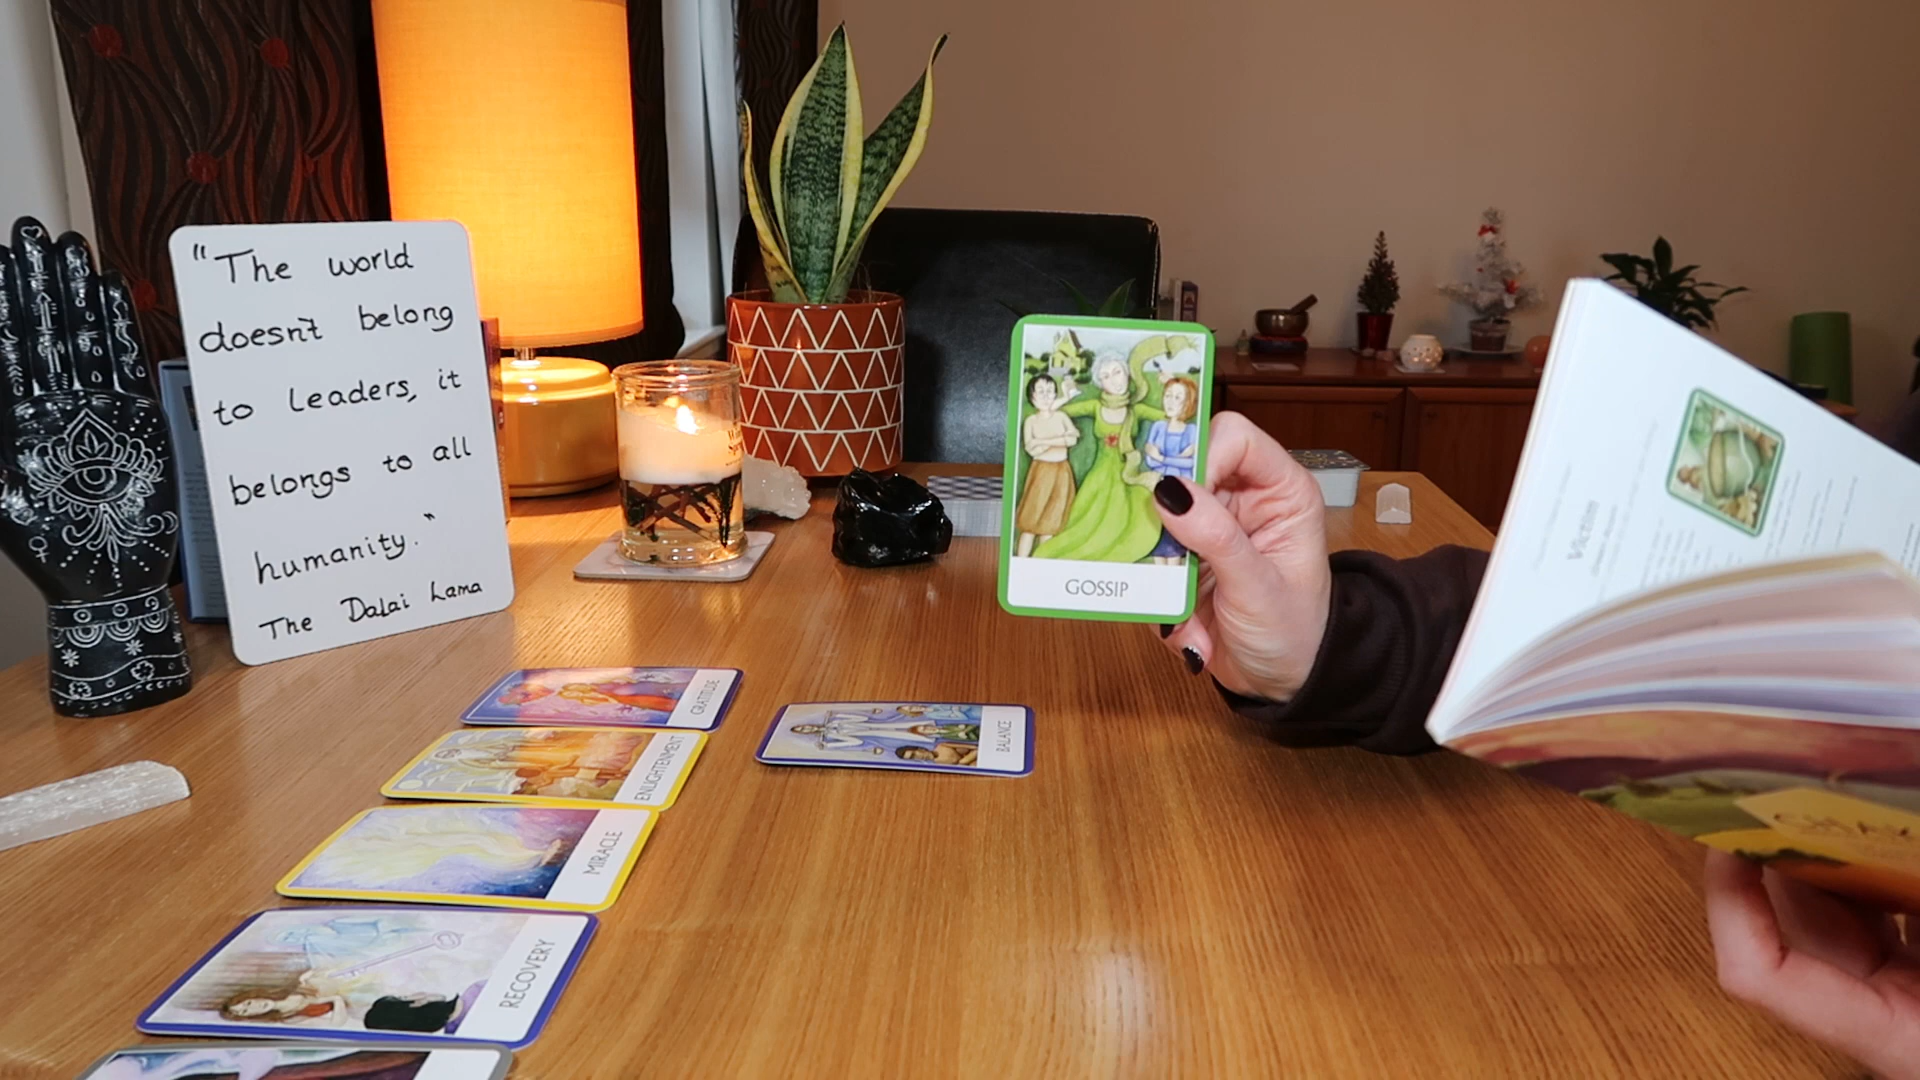 "The world
doesn't belong
to leaders, it
belongs to all
humanity."
The Dalai Lama
GOSSIP
GRATITUDE
ENLIGHTENMENT
MIRACLE
RECOVERY
BALANCE
Victim